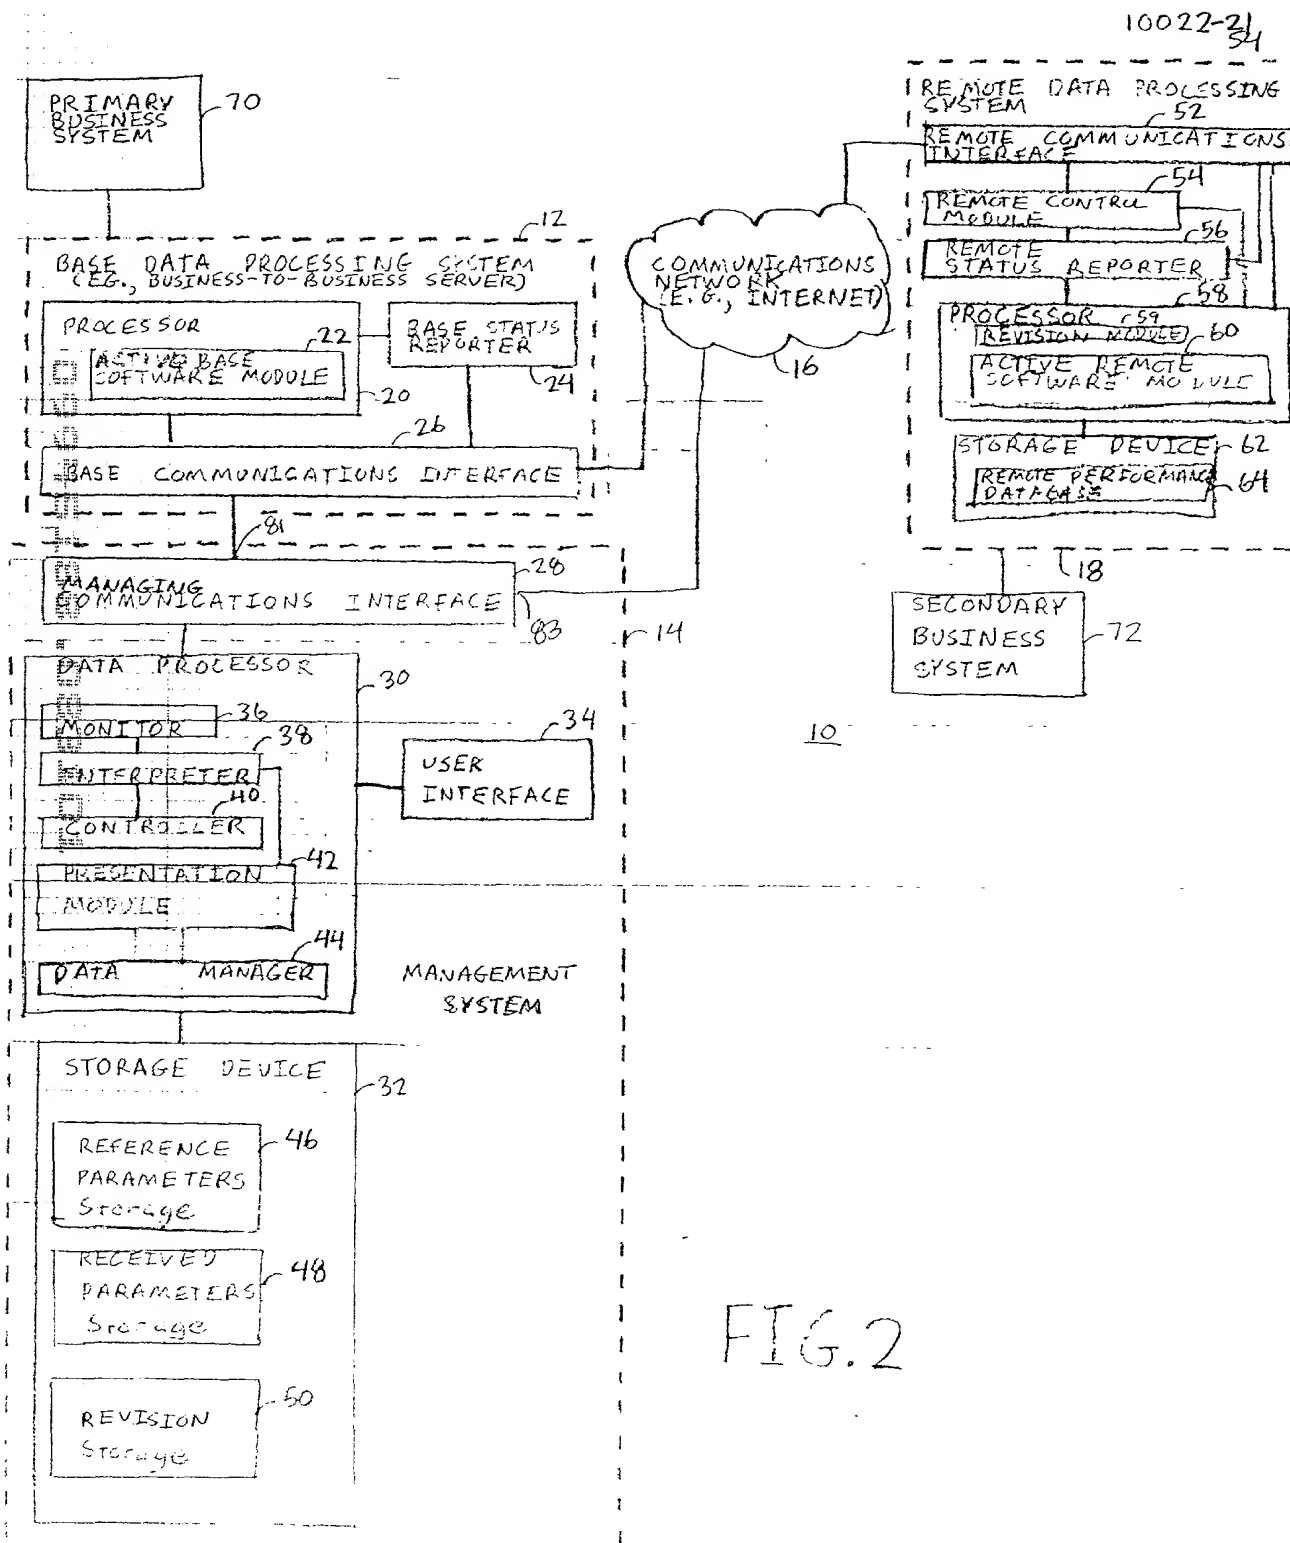 10022-21
54
PRIMARY
BUSINESS
SYSTEM
70
12
BASE DATA PROCESSING SYSTEM
(EG., BUSINESS-TO-BUSINESS SERVER)
PROCESSOR
22
ACTIVE BASE
SOFTWARE MODULE
20
BASE STATUS
REPORTER
24
26
BASE COMMUNICATIONS INTERFACE
81
COMMUNICATIONS
NETWORK
(E.G., INTERNET)
16
REMOTE DATA PROCESSING
SYSTEM
52
REMOTE COMMUNICATIONS
INTERFACE
54
REMOTE CONTROL
MODULE
56
REMOTE
STATUS REPORTER
58
PROCESSOR 59
REVISION MODULE
60
ACTIVE REMOTE
SOFTWARE MODULE
STORAGE DEVICE
62
REMOTE PERFORMANCE
DATABASE
64
18
SECONDARY
BUSINESS
SYSTEM
72
28
MANAGING
COMMUNICATIONS INTERFACE
83
14
DATA PROCESSOR
30
36
MONITOR
38
INTERPRETER
40
CONTROLLER
42
PRESENTATION
MODULE
44
DATA MANAGER
34
USER
INTERFACE
10
MANAGEMENT
SYSTEM
STORAGE DEVICE
32
REFERENCE
PARAMETERS
Storage
46
RECEIVED
PARAMETERS
Storage
48
REVISION
Storage
50
FIG.2